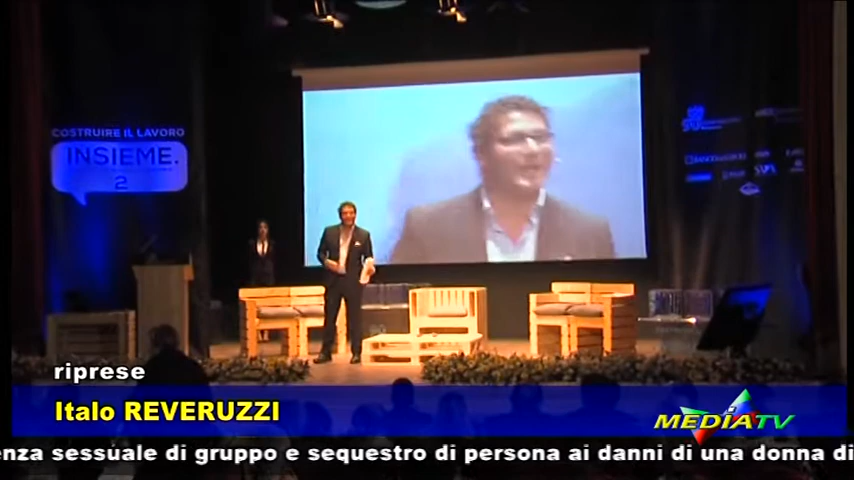 COSTRUIRE IL LAVORO
INSIEME.
2
riprese
Italo REVERUZZI
MEDIATV
enza sessuale di gruppo e sequestro di persona ai danni di una donna di